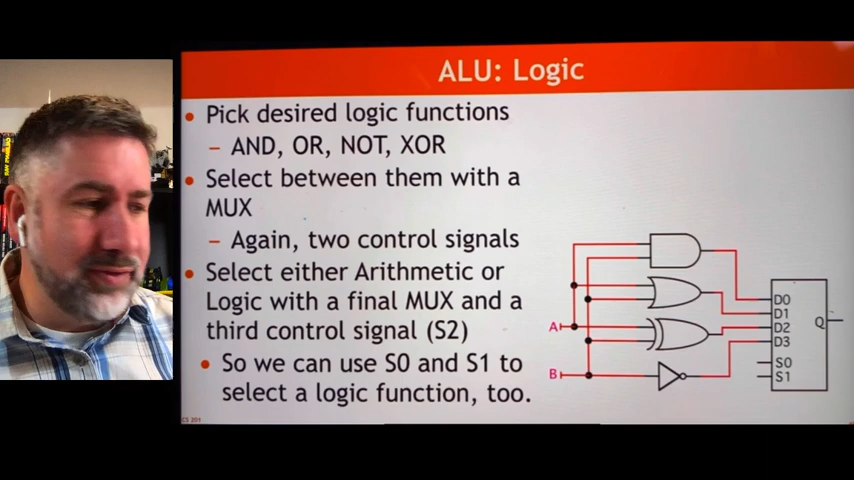 ALU: Logic
• Pick desired logic functions
– AND, OR, NOT, XOR
• Select between them with a
MUX
– Again, two control signals
• Select either Arithmetic or
Logic with a final MUX and a
third control signal (S2)
• So we can use S0 and S1 to
select a logic function, too.
A
B
D0
D1
D2
D3
S0
S1
Q